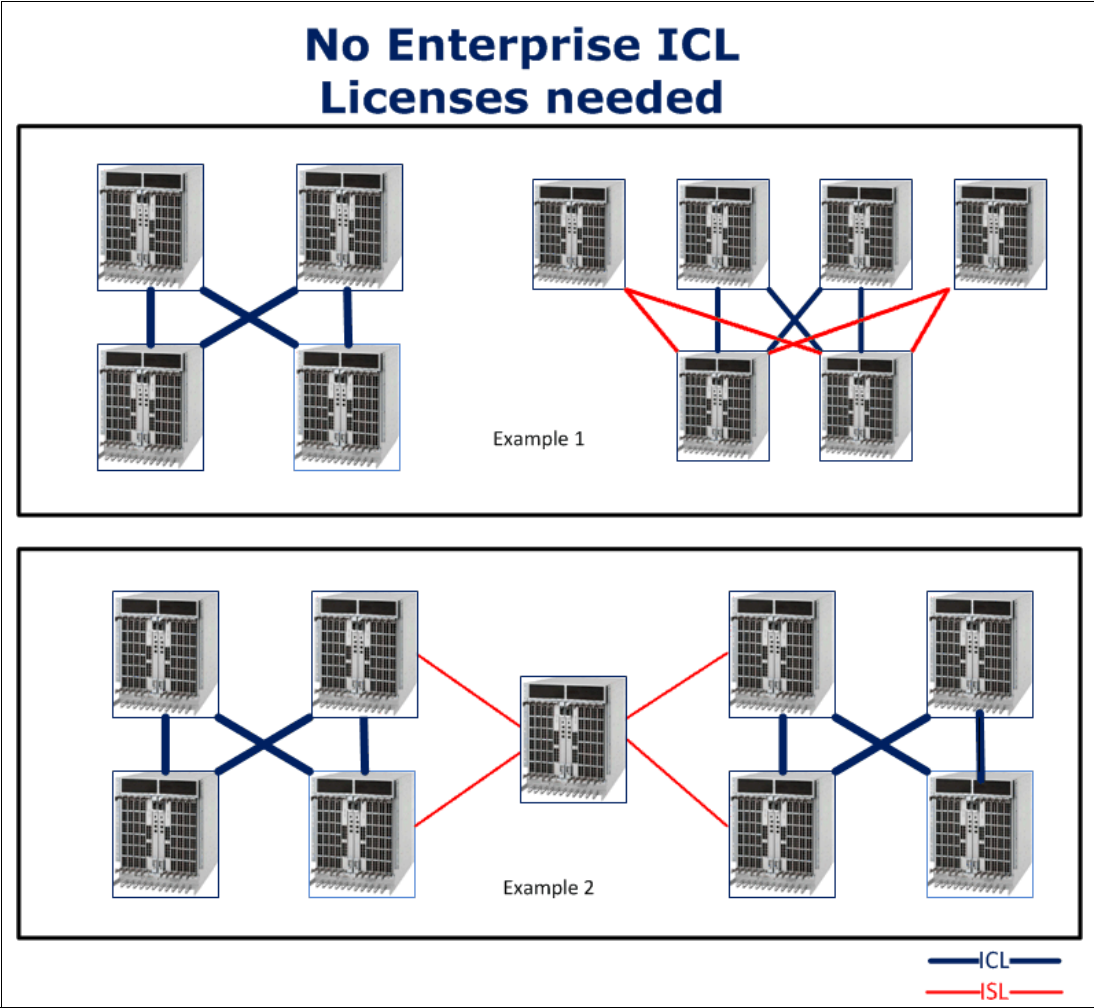 No Enterprise ICL
Licenses needed
Example 1
Example 2
ICL
ISL